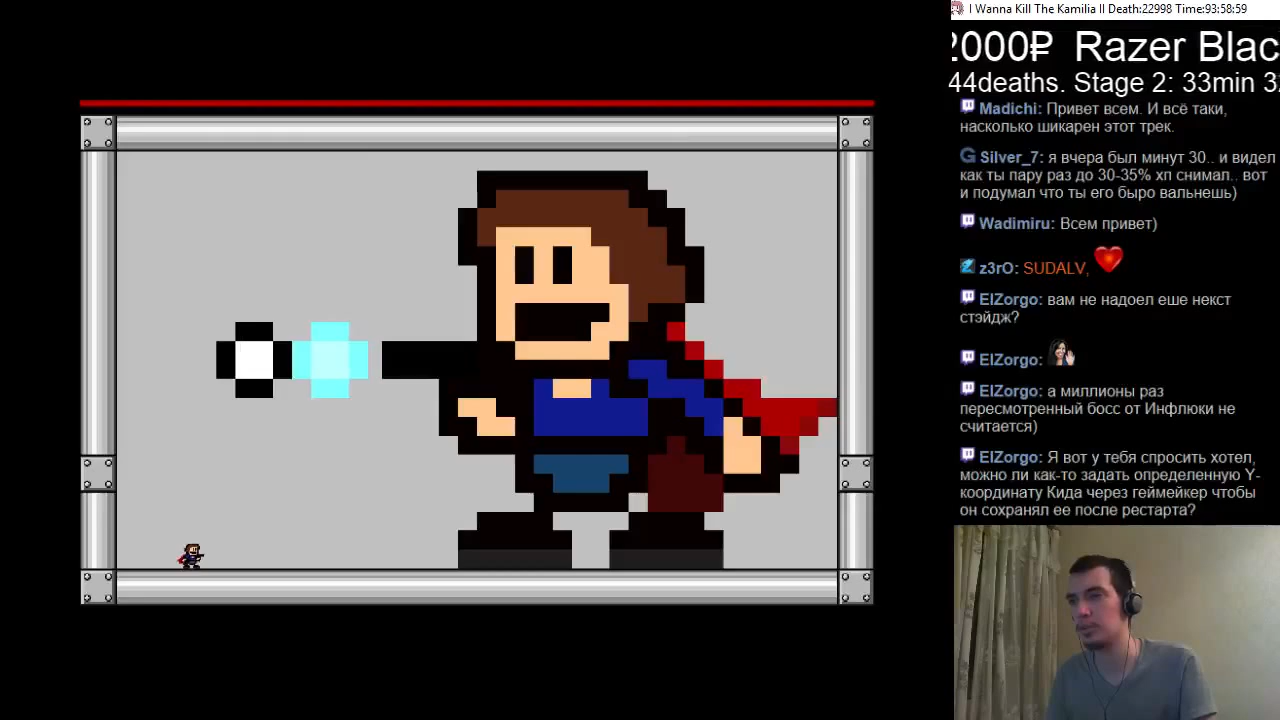 I Wanna Kill The Kamilia II Death:22998 Time:93:58:59
2000₽ Razer Blac
44deaths. Stage 2: 33min 32
Madichi: Привет всем. И всё таки,
насколько шикарен этот трек.
Silver_7: я вчера был минут 30.. и видел
как ты пару раз до 30-35% хп снимал.. вот
и подумал что ты его быро вальнешь)
Wadimiru: Всем привет)
z3rO: SUDALV,
ElZorgo: вам не надоел еше некст
стэйдж?
ElZorgo:
ElZorgo: а миллионы раз
пересмотренный босс от Инфлюки не
считается)
ElZorgo: Я вот у тебя спросить хотел,
можно ли как-то задать определенную Y-
координату Кида через геймейкер чтобы
он сохранял ее после рестарта?